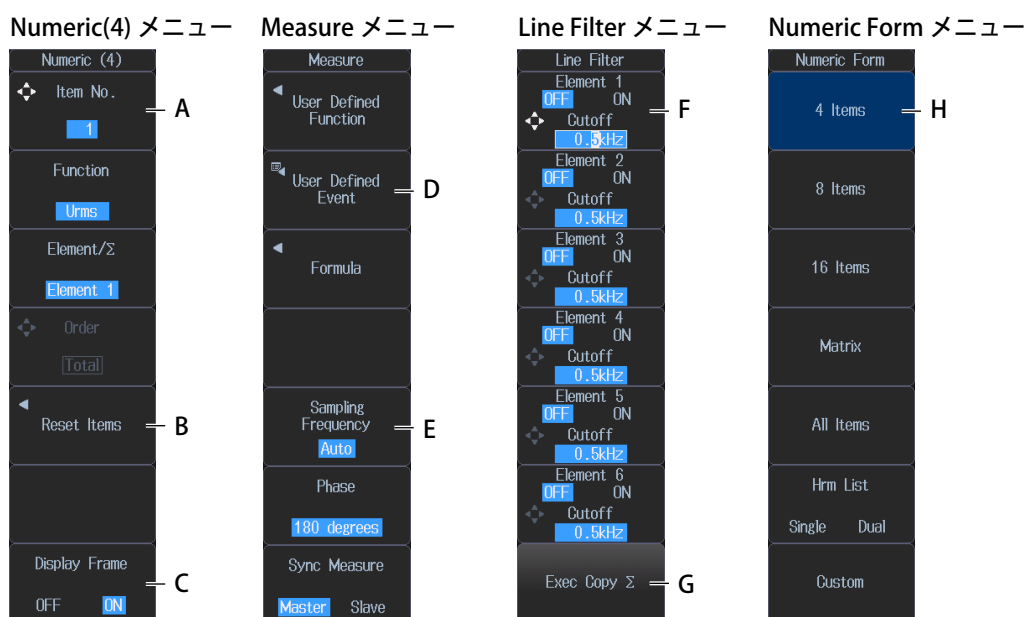 Numeric(4) メニュー
Numeric (4)
Item No.
1
A
Function
Urms
Element/Σ
Element 1
Order
Total
Reset Items
B
Display Frame
OFF ON
C
Measure メニュー
Measure
User Defined
Function
User Defined
Event
D
Formula
Sampling
Frequency
Auto
E
Phase
180 degrees
Sync Measure
Master Slave
Line Filter メニュー
Line Filter
Element 1
OFF ON
Cutoff
0.5kHz
F
Element 2
OFF ON
Cutoff
0.5kHz
Element 3
OFF ON
Cutoff
0.5kHz
Element 4
OFF ON
Cutoff
0.5kHz
Element 5
OFF ON
Cutoff
0.5kHz
Element 6
OFF ON
Cutoff
0.5kHz
Exec Copy Σ
G
Numeric Form メニュー
Numeric Form
4 Items
H
8 Items
16 Items
Matrix
All Items
Hrm List
Single Dual
Custom